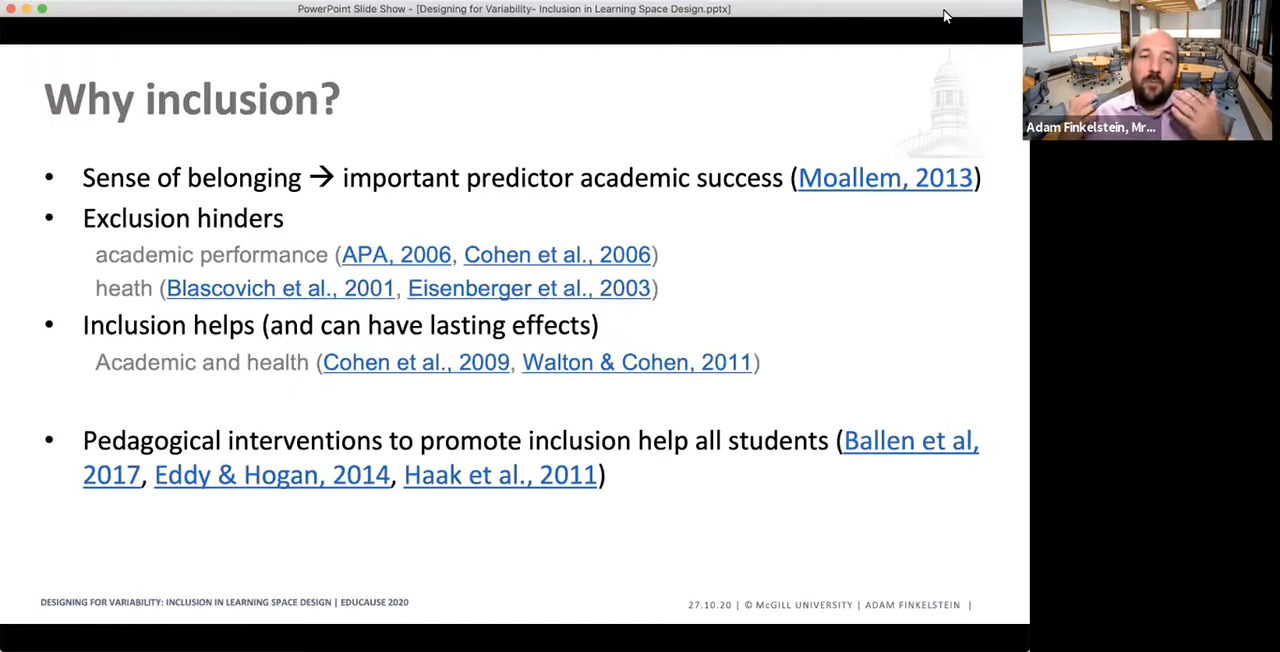 PowerPoint Slide Show - [Designing for Variability- Inclusion in Learning Space Design.pptx]
Why inclusion?
• Sense of belonging → important predictor academic success (Moallem, 2013)
• Exclusion hinders
academic performance (APA, 2006, Cohen et al., 2006)
heath (Blascovich et al., 2001, Eisenberger et al., 2003)
• Inclusion helps (and can have lasting effects)
Academic and health (Cohen et al., 2009, Walton & Cohen, 2011)
• Pedagogical interventions to promote inclusion help all students (Ballen et al,
2017, Eddy & Hogan, 2014, Haak et al., 2011)
DESIGNING FOR VARIABILITY: INCLUSION IN LEARNING SPACE DESIGN | EDUCAUSE 2020
27.10.20 | © McGILL UNIVERSITY | ADAM FINKELSTEIN |
Adam Finkelstein, Mr...